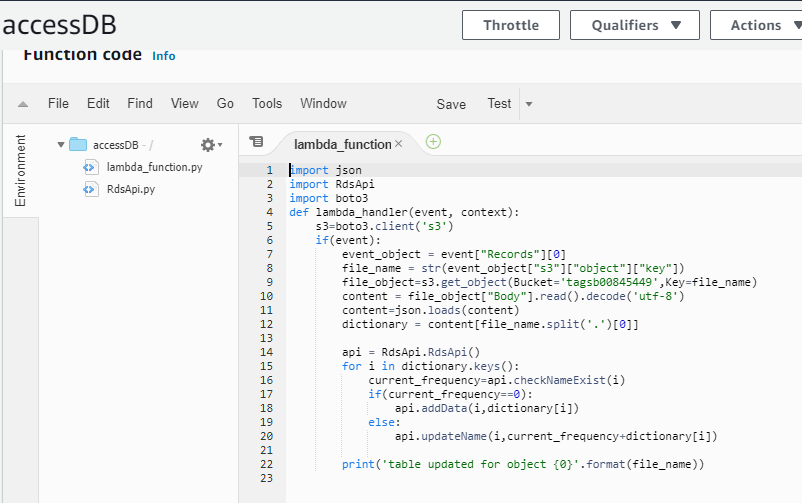 accessDB
Throttle
Qualifiers
Actions
Function code Info
File Edit Find View Go Tools Window Save Test
Environment
accessDB - /
lambda_function.py
RdsApi.py
lambda_function ×
1 import json
2 import RdsApi
3 import boto3
4 def lambda_handler(event, context):
5     s3=boto3.client('s3')
6     if(event):
7         event_object = event["Records"][0]
8         file_name = str(event_object["s3"]["object"]["key"])
9         file_object=s3.get_object(Bucket='tagsb00845449',Key=file_name)
10         content = file_object["Body"].read().decode('utf-8')
11         content=json.loads(content)
12         dictionary = content[file_name.split('.')[0]]
13
14         api = RdsApi.RdsApi()
15         for i in dictionary.keys():
16             current_frequency=api.checkNameExist(i)
17             if(current_frequency==0):
18                 api.addData(i,dictionary[i])
19             else:
20                 api.updateName(i,current_frequency+dictionary[i])
21
22         print('table updated for object {0}'.format(file_name))
23